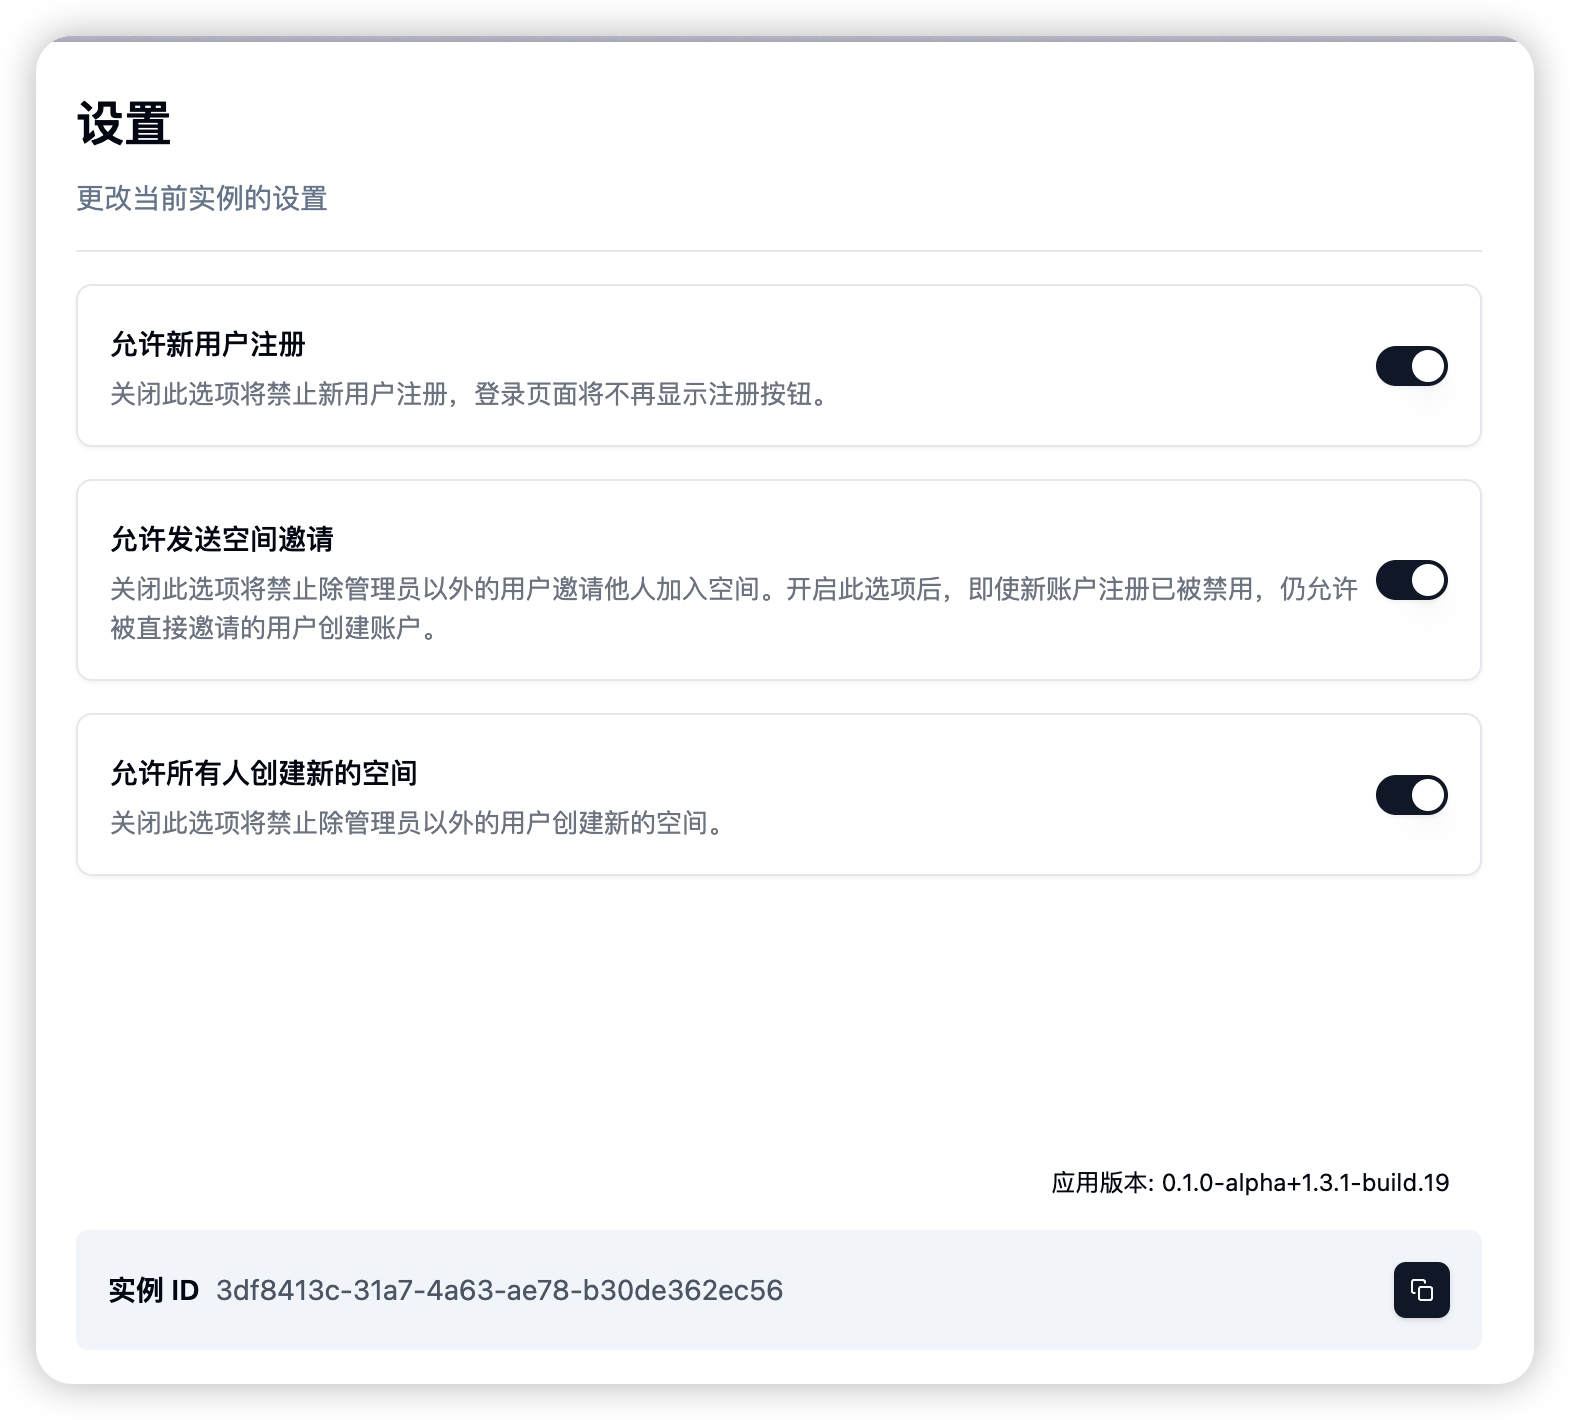 设置
更改当前实例的设置
允许新用户注册
关闭此选项将禁止新用户注册，登录页面将不再显示注册按钮。
允许发送空间邀请
关闭此选项将禁止除管理员以外的用户邀请他人加入空间。开启此选项后，即使新账户注册已被禁用，仍允许
被直接邀请的用户创建账户。
允许所有人创建新的空间
关闭此选项将禁止除管理员以外的用户创建新的空间。
应用版本: 0.1.0-alpha+1.3.1-build.19
实例 ID 3df8413c-31a7-4a63-ae78-b30de362ec56